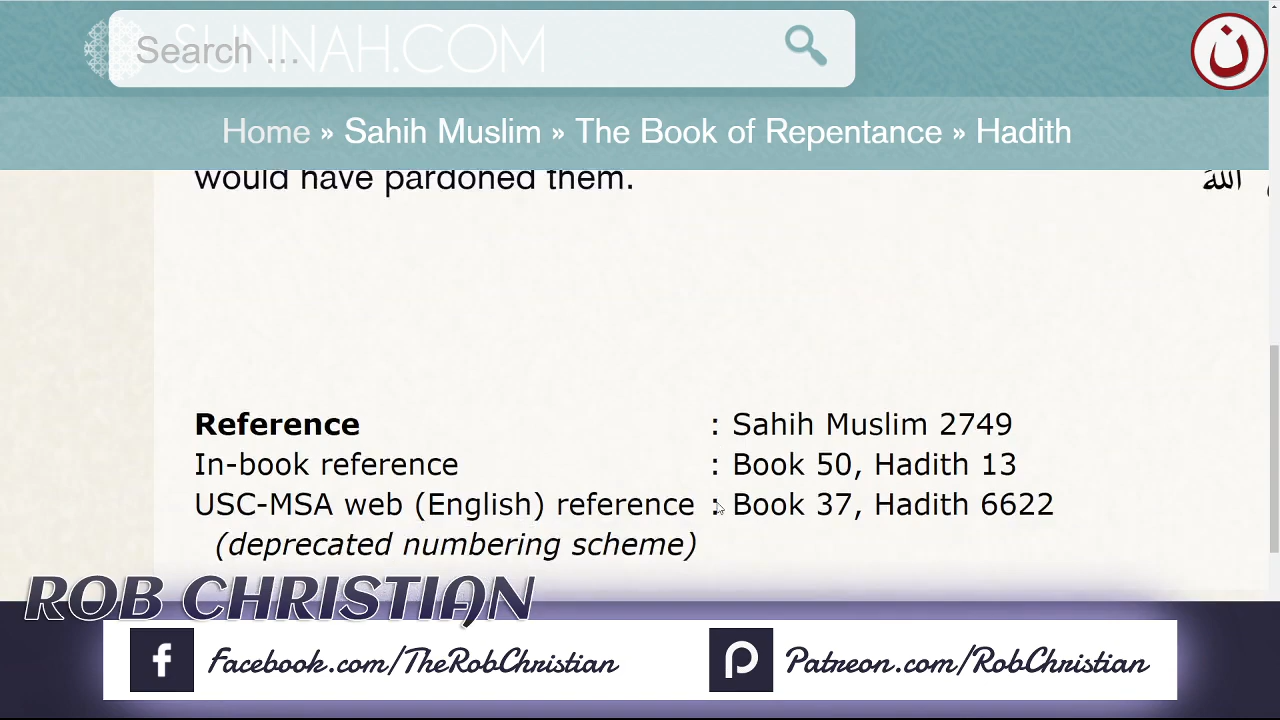 Search ...
SUNNAH.COM
ن
Home » Sahih Muslim » The Book of Repentance » Hadith
would have pardoned them.
الله
Reference : Sahih Muslim 2749
In-book reference : Book 50, Hadith 13
USC-MSA web (English) reference : Book 37, Hadith 6622
(deprecated numbering scheme)
ROB CHRISTIAN
Facebook.com/TheRobChristian
Patreon.com/RobChristian